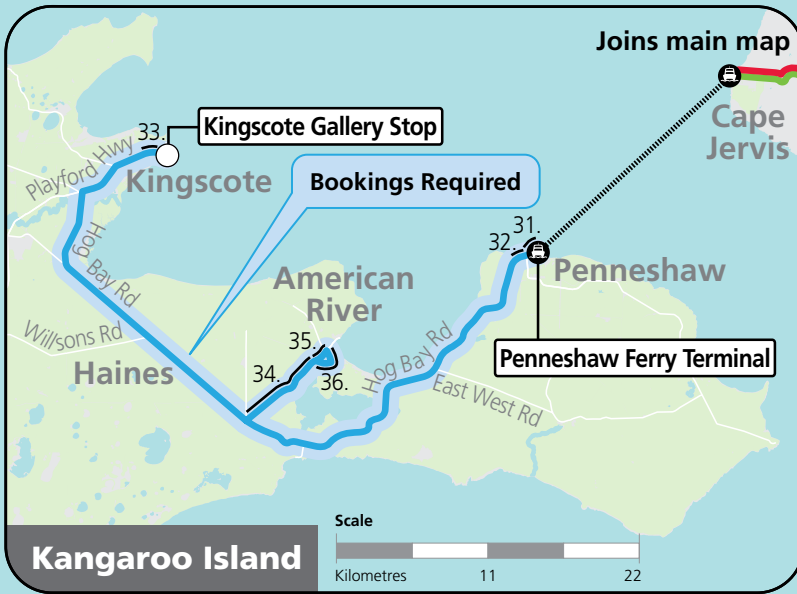 Joins main map
Cape
Jervis
33.
Kingscote Gallery Stop
Playford Hwy
Kingscote
Bookings Required
Hog
Bay Rd
31.
32.
Penneshaw
American
River
Willsons Rd
Haines
35.
34.
36.
Hog Bay Rd
East West Rd
Penneshaw Ferry Terminal
Kangaroo Island
Scale
Kilometres 11 22